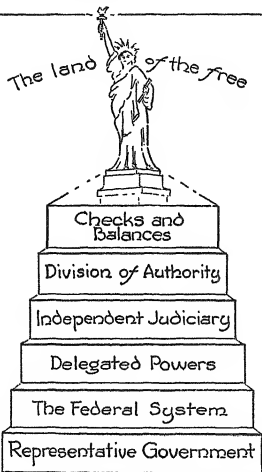 The land of the free
Checks and
Balances
Division of Authority
Independent Judiciary
Delegated Powers
The Federal System
Representative Government